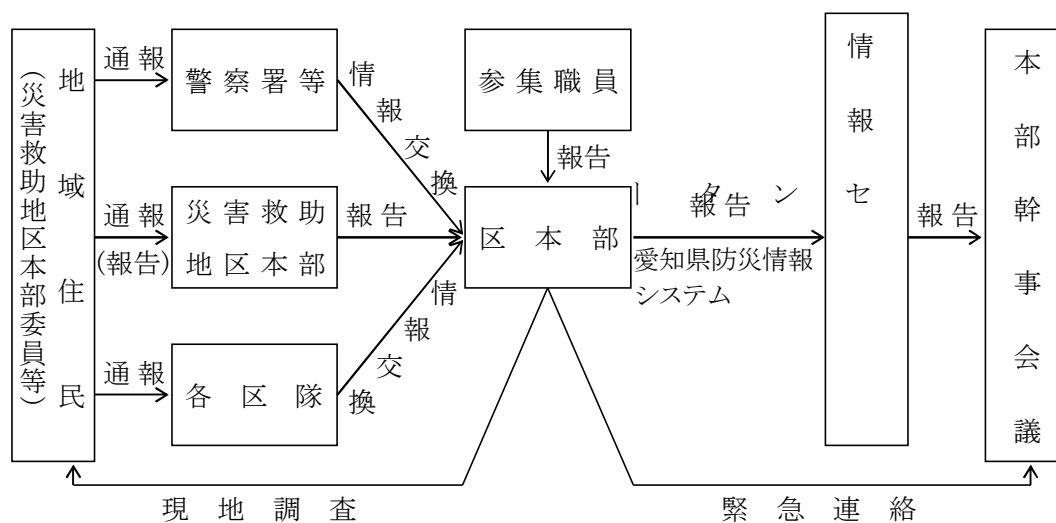 地域住民
(災害救助地区本部委員等)
通報
警察署等
情報交換
通報
(報告)
災害救助
地区本部
報告
通報
各区隊
情報交換
参集職員
報告
区本部
報告
愛知県防災情報
システム
情報センター
報告
本部幹事会議
現地調査
緊急連絡